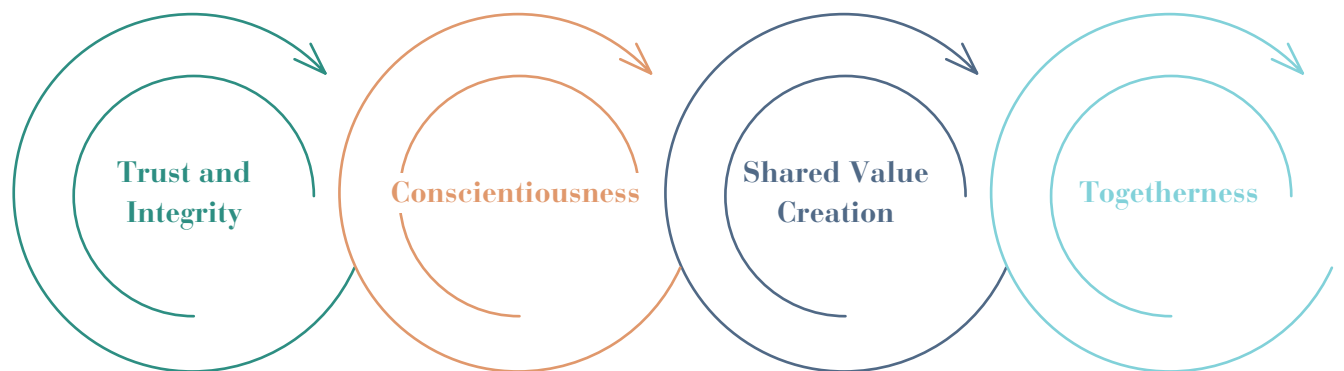 Trust and
Integrity
Conscientiousness
Shared Value
Creation
Togetherness